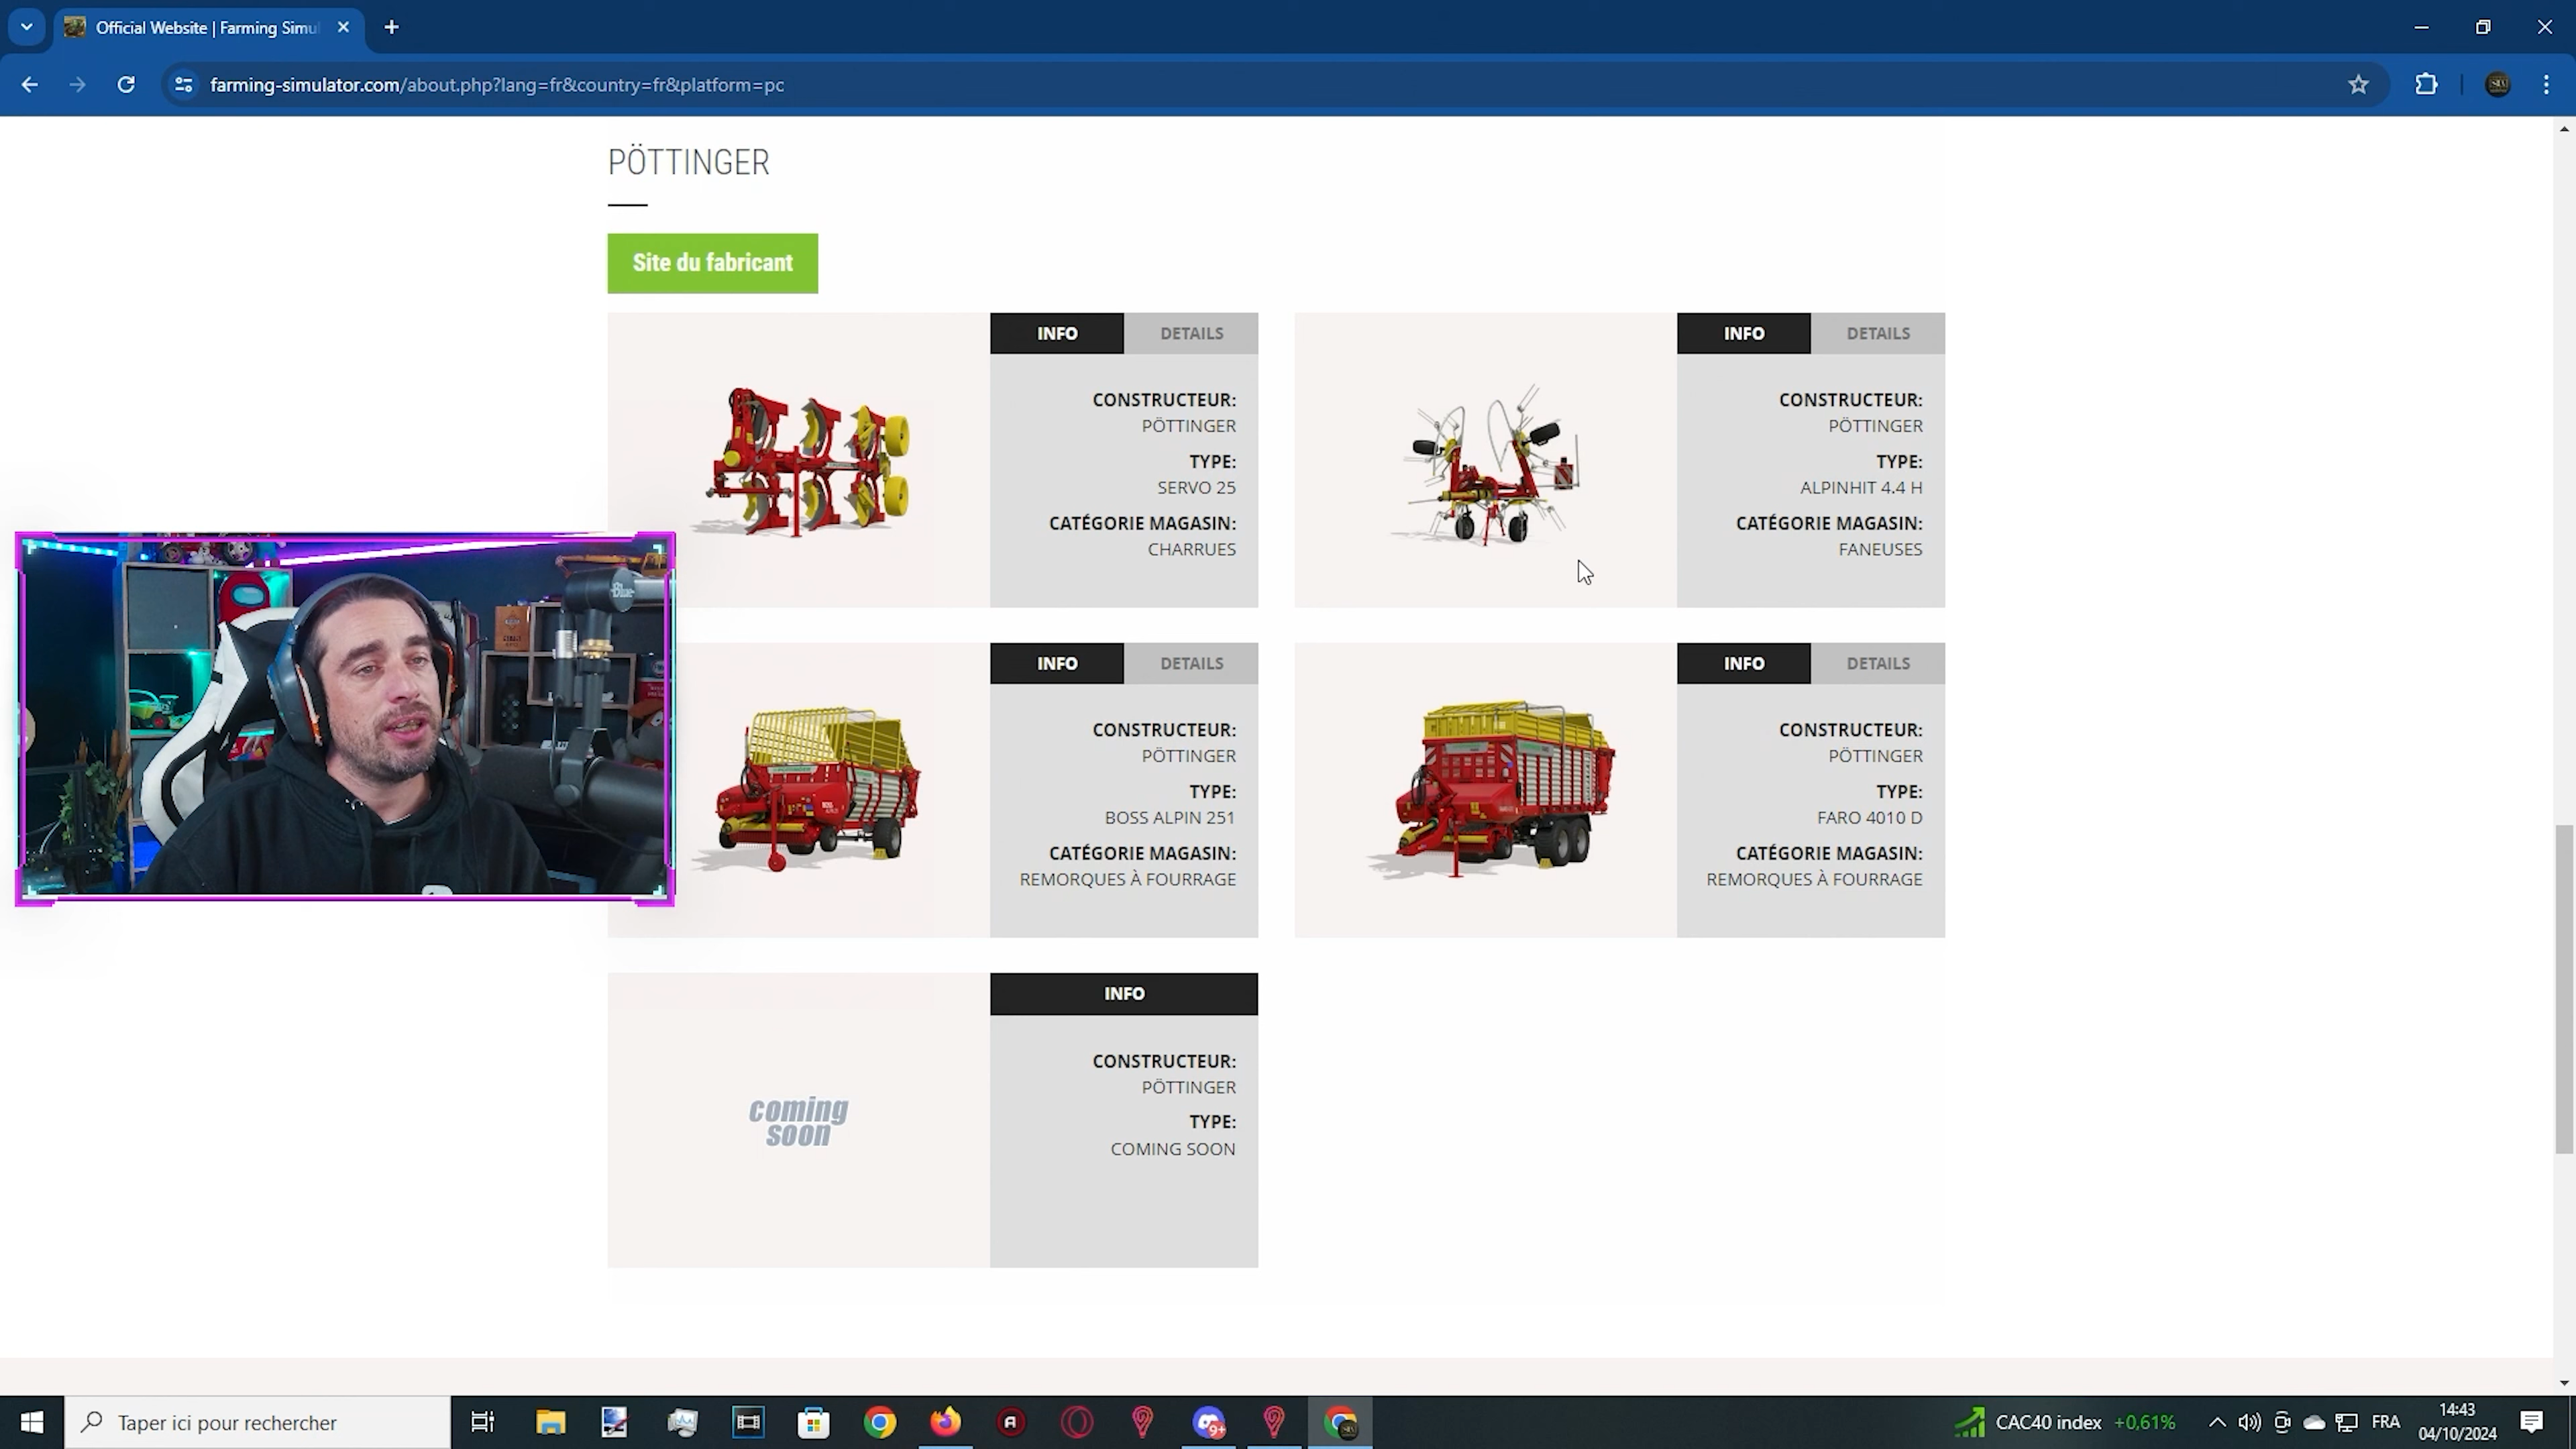 Official Website | Farming Simu
farming-simulator.com/about.php?lang=fr&country=fr&platform=pc
PÖTTINGER
Site du fabricant
INFO DETAILS
CONSTRUCTEUR:
PÖTTINGER
TYPE:
SERVO 25
CATÉGORIE MAGASIN:
CHARRUES
INFO DETAILS
CONSTRUCTEUR:
PÖTTINGER
TYPE:
ALPINHIT 4.4 H
CATÉGORIE MAGASIN:
FANEUSES
INFO DETAILS
CONSTRUCTEUR:
PÖTTINGER
TYPE:
BOSS ALPIN 251
CATÉGORIE MAGASIN:
REMORQUES À FOURRAGE
INFO DETAILS
CONSTRUCTEUR:
PÖTTINGER
TYPE:
FARO 4010 D
CATÉGORIE MAGASIN:
REMORQUES À FOURRAGE
coming
soon
INFO
CONSTRUCTEUR:
PÖTTINGER
TYPE:
COMING SOON
Taper ici pour rechercher
9+
CAC40 index +0,61%
FRA
14:43
04/10/2024